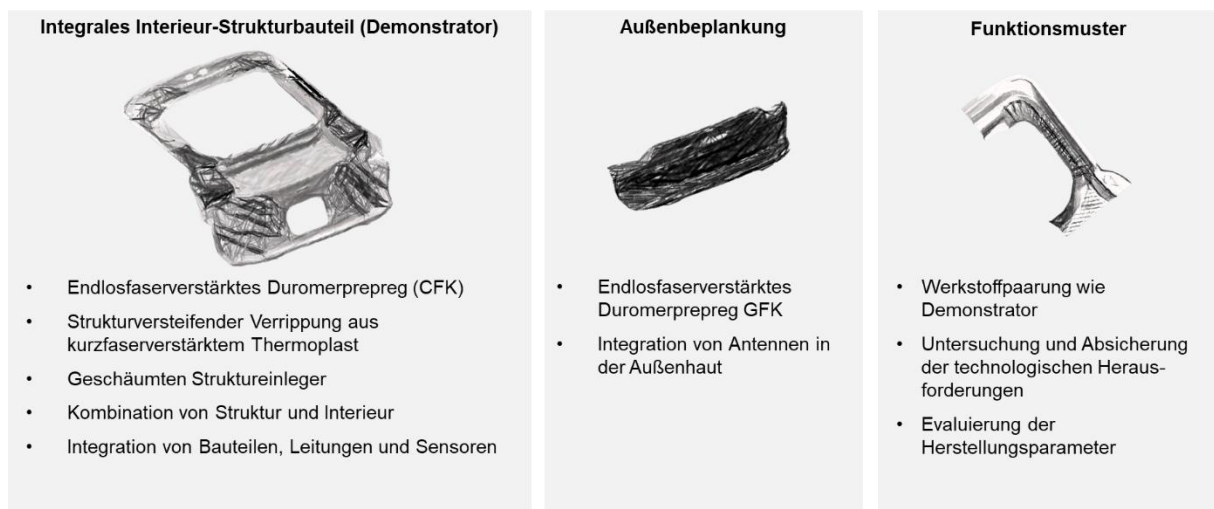 Integrales Interieur-Strukturbauteil (Demonstrator)
• Endlosfaserverstärktes Duromerprepreg (CFK)
• Strukturversteifender Verrippung aus
kurzfaserverstärktem Thermoplast
• Geschäumten Struktureinleger
• Kombination von Struktur und Interieur
• Integration von Bauteilen, Leitungen und Sensoren
Außenbeplankung
• Endlosfaserverstärktes
Duromerprepreg GFK
• Integration von Antennen in
der Außenhaut
Funktionsmuster
• Werkstoffpaarung wie
Demonstrator
• Untersuchung und Absicherung
der technologischen Heraus-
forderungen
• Evaluierung der
Herstellungsparameter